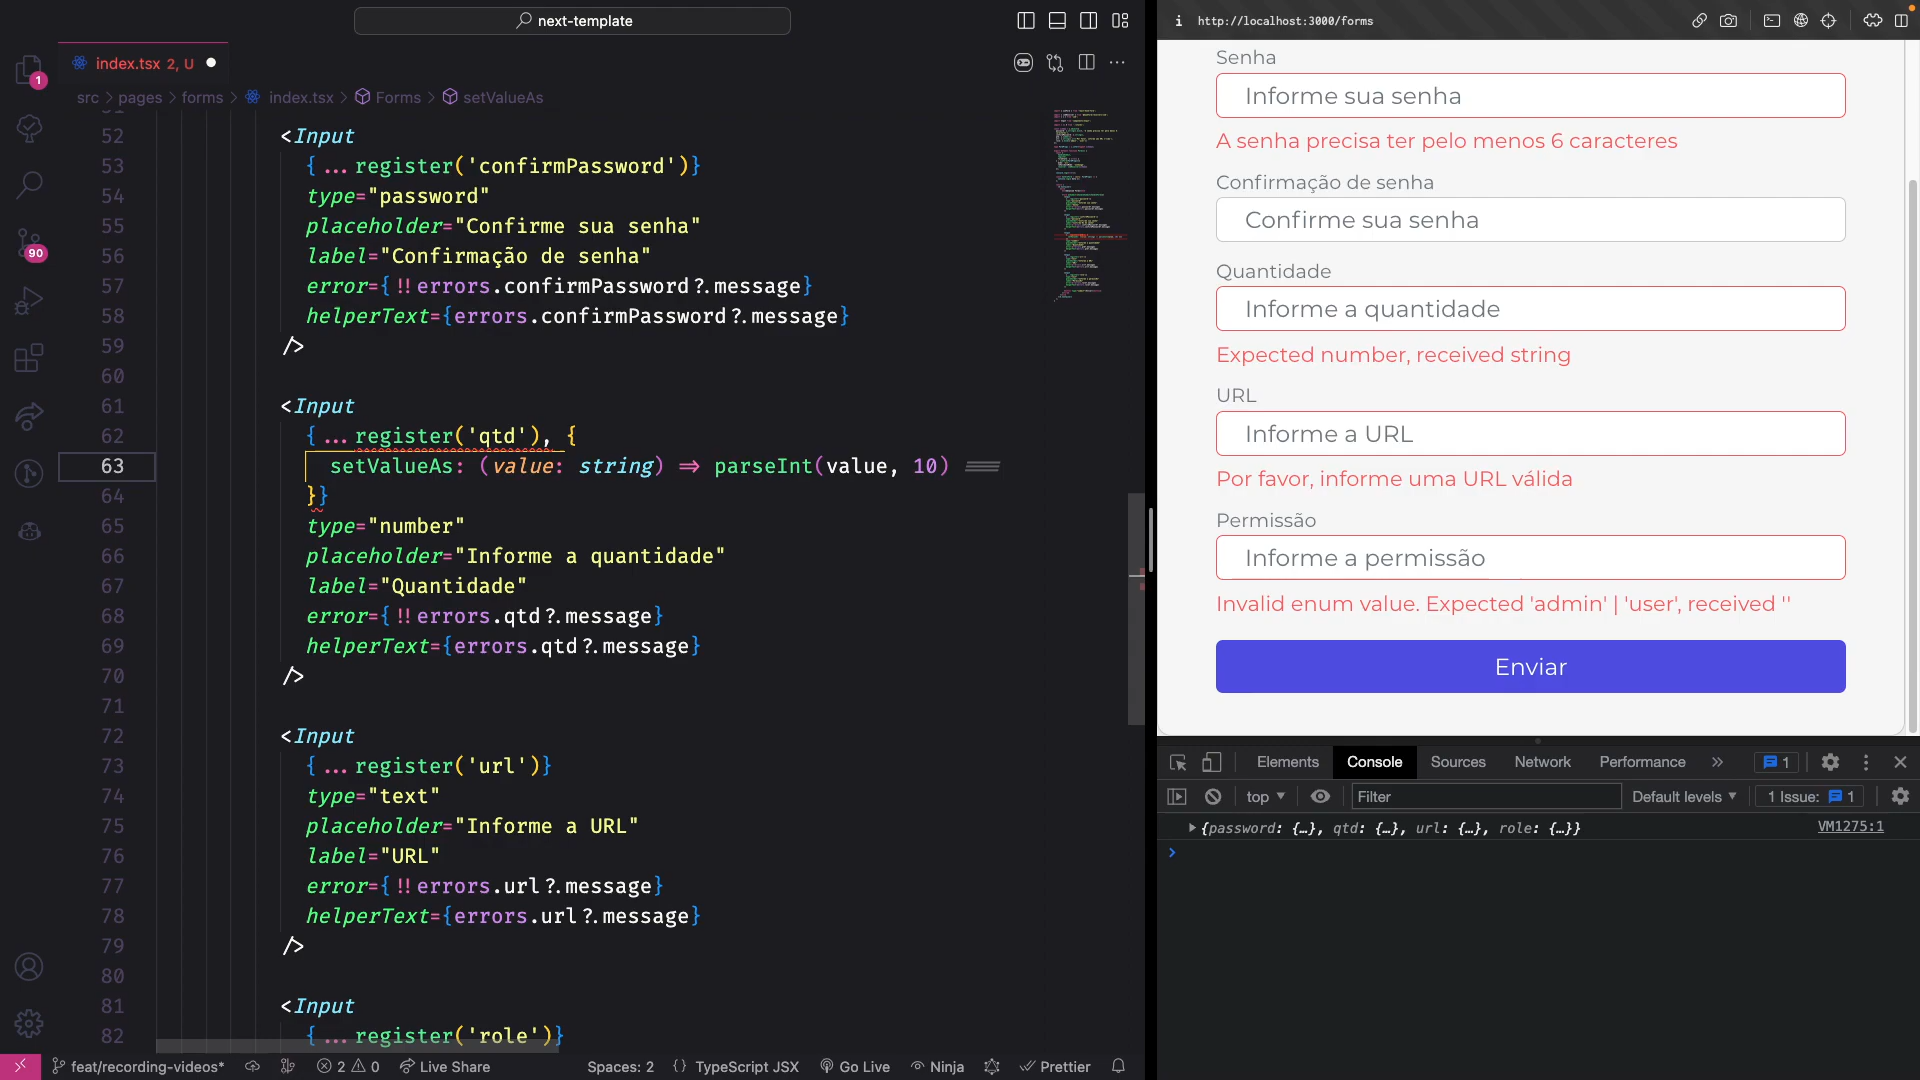 next-template
index.tsx 2, U
src > pages > forms > index.tsx > Forms > setValueAs
1
90
52 <Input
53 {...register('confirmPassword')}
54 type="password"
55 placeholder="Confirme sua senha"
56 label="Confirmação de senha"
57 error={!!errors.confirmPassword?.message}
58 helperText={errors.confirmPassword?.message}
59 />
60
61 <Input
62 {...register('qtd'), {
63 setValueAs: (value: string) => parseInt(value, 10)
64 }}
65 type="number"
66 placeholder="Informe a quantidade"
67 label="Quantidade"
68 error={!!errors.qtd?.message}
69 helperText={errors.qtd?.message}
70 />
71
72 <Input
73 {...register('url')}
74 type="text"
75 placeholder="Informe a URL"
76 label="URL"
77 error={!!errors.url?.message}
78 helperText={errors.url?.message}
79 />
80
81 <Input
82 {...register('role')}
feat/recording-videos* 2 0 Live Share Spaces: 2 {} TypeScript JSX Go Live Ninja Prettier
http://localhost:3000/forms
Senha
Informe sua senha
A senha precisa ter pelo menos 6 caracteres
Confirmação de senha
Confirme sua senha
Quantidade
Informe a quantidade
Expected number, received string
URL
Informe a URL
Por favor, informe uma URL válida
Permissão
Informe a permissão
Invalid enum value. Expected 'admin' | 'user', received ''
Enviar
Elements Console Sources Network Performance » 1
top Filter Default levels 1 Issue: 1
{password: {…}, qtd: {…}, url: {…}, role: {…}} VM1275:1